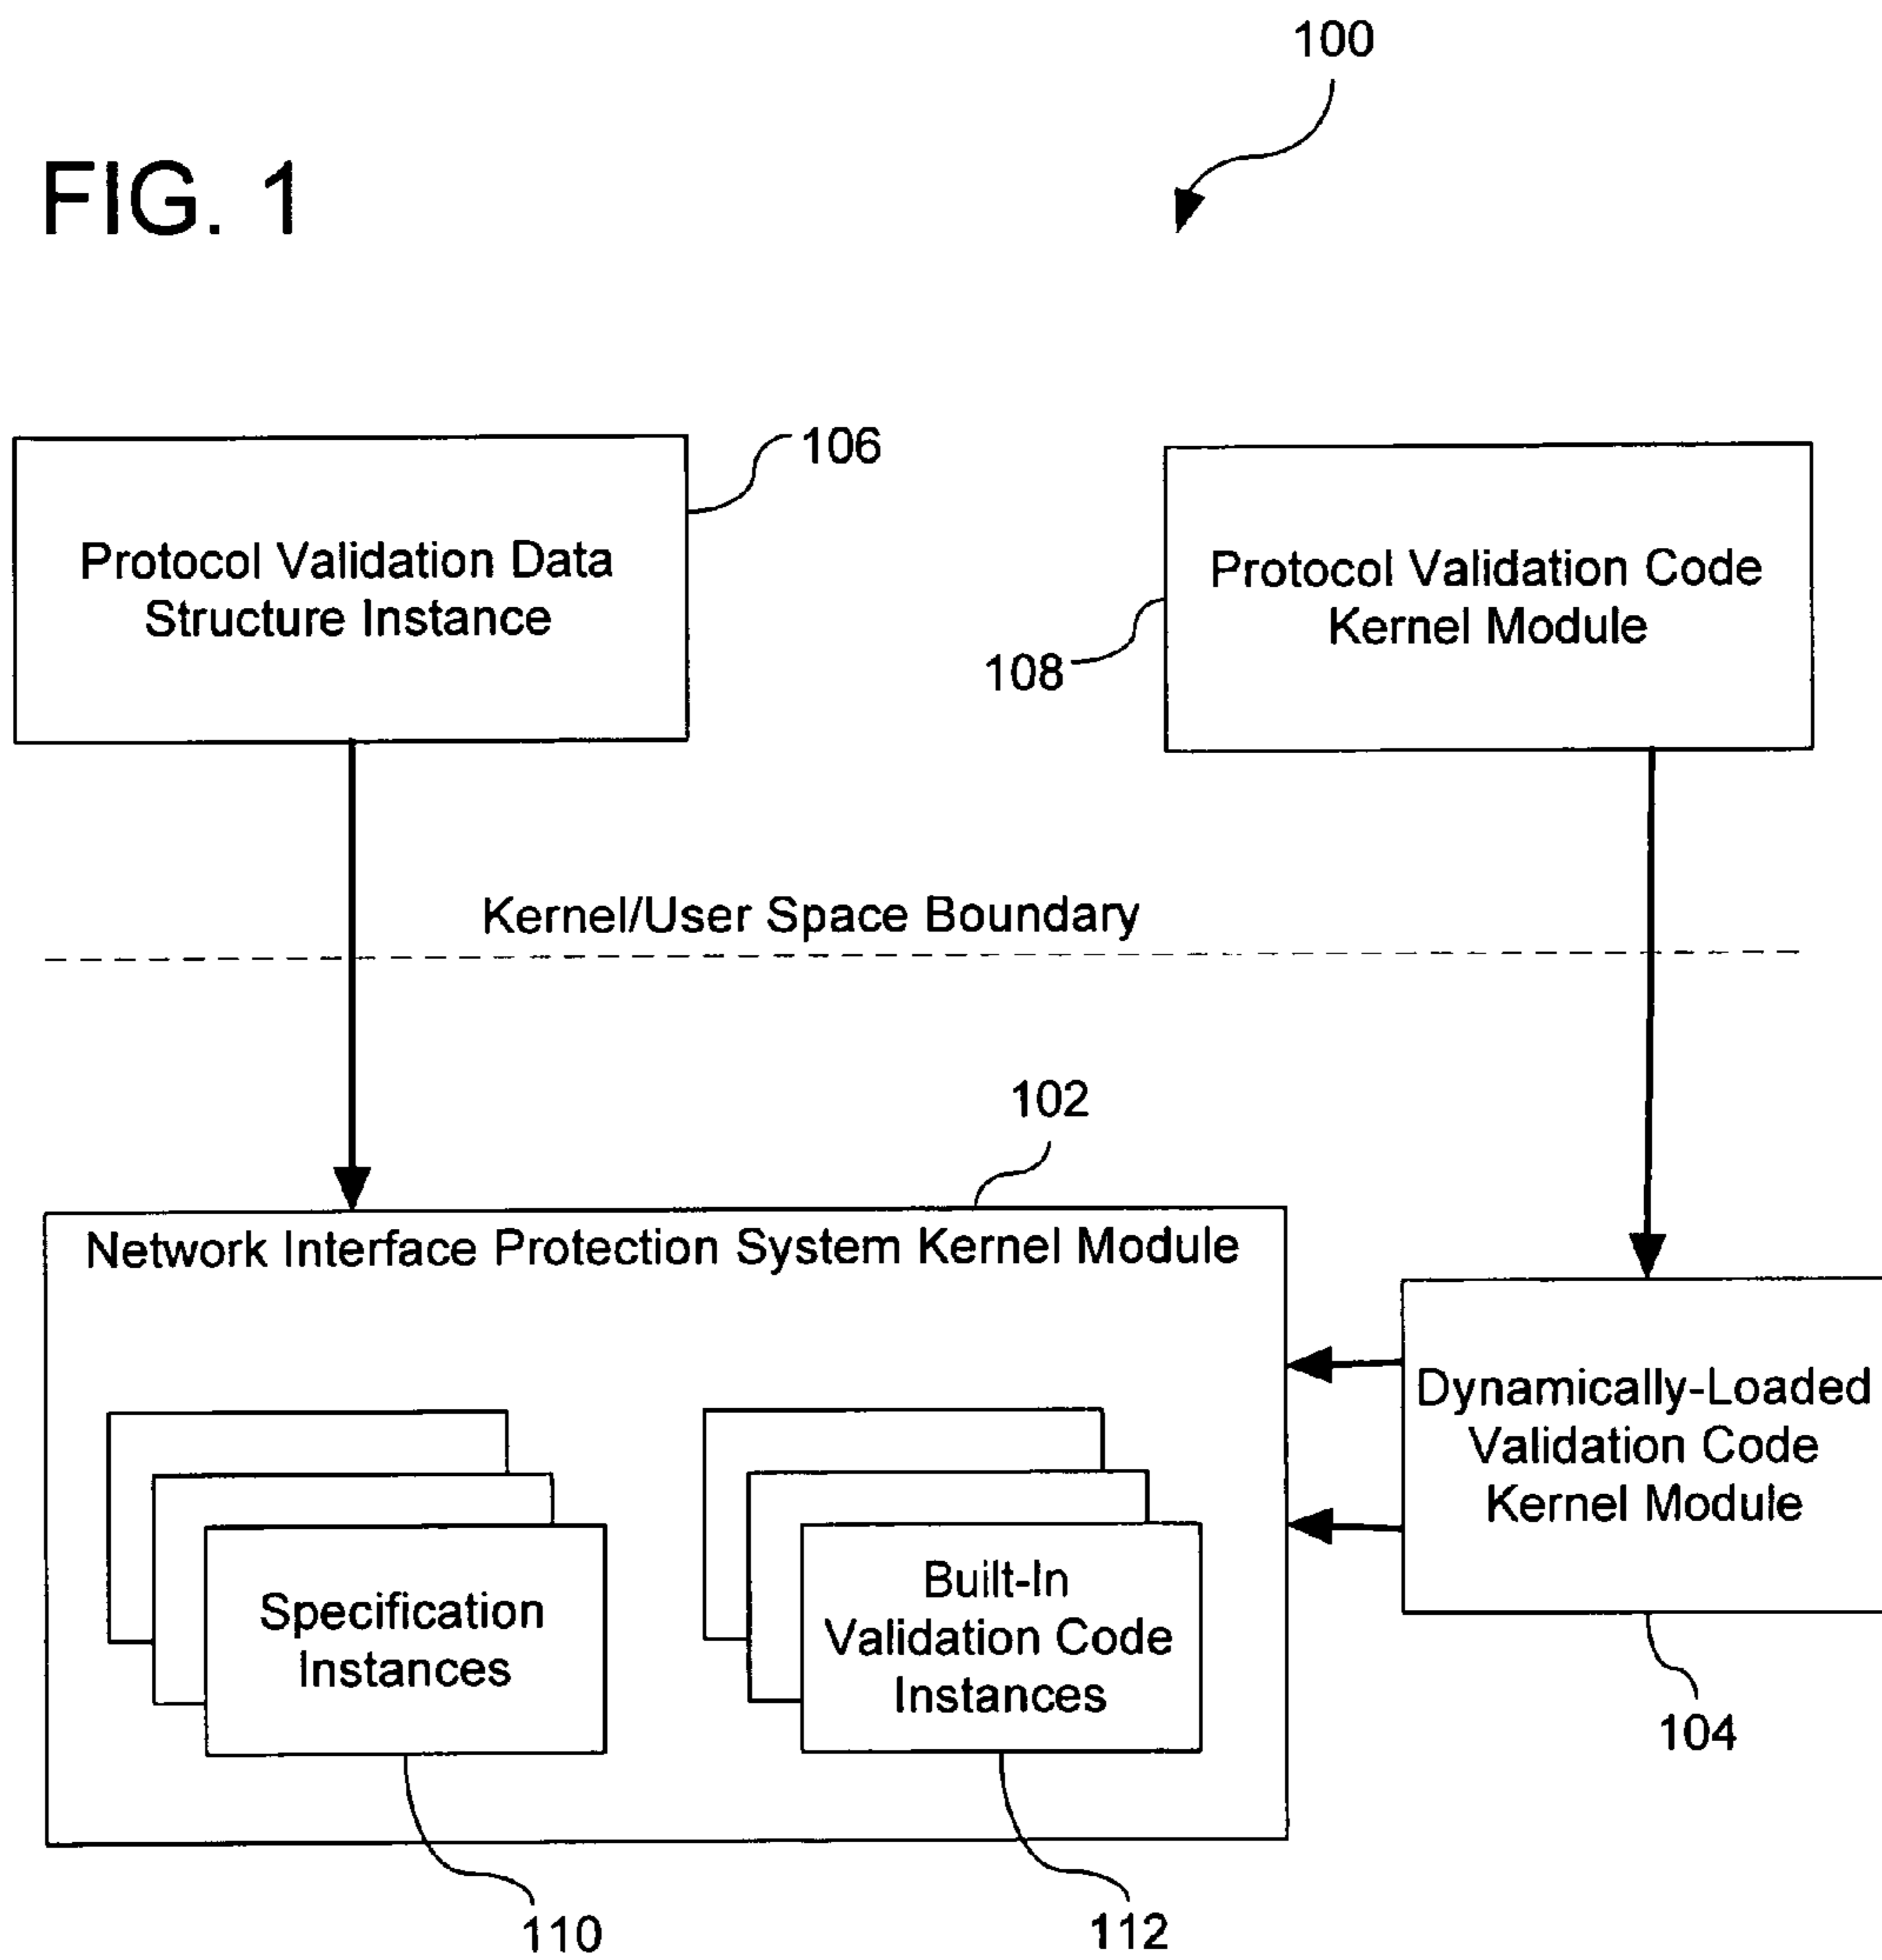 100
FIG. 1
106
Protocol Validation Data
Structure Instance
Protocol Validation Code
Kernel Module
108
Kernel/User Space Boundary
102
Network Interface Protection System Kernel Module
Dynamically-Loaded
Validation Code
Kernel Module
Specification
Instances
Built-In
Validation Code
Instances
104
110
112